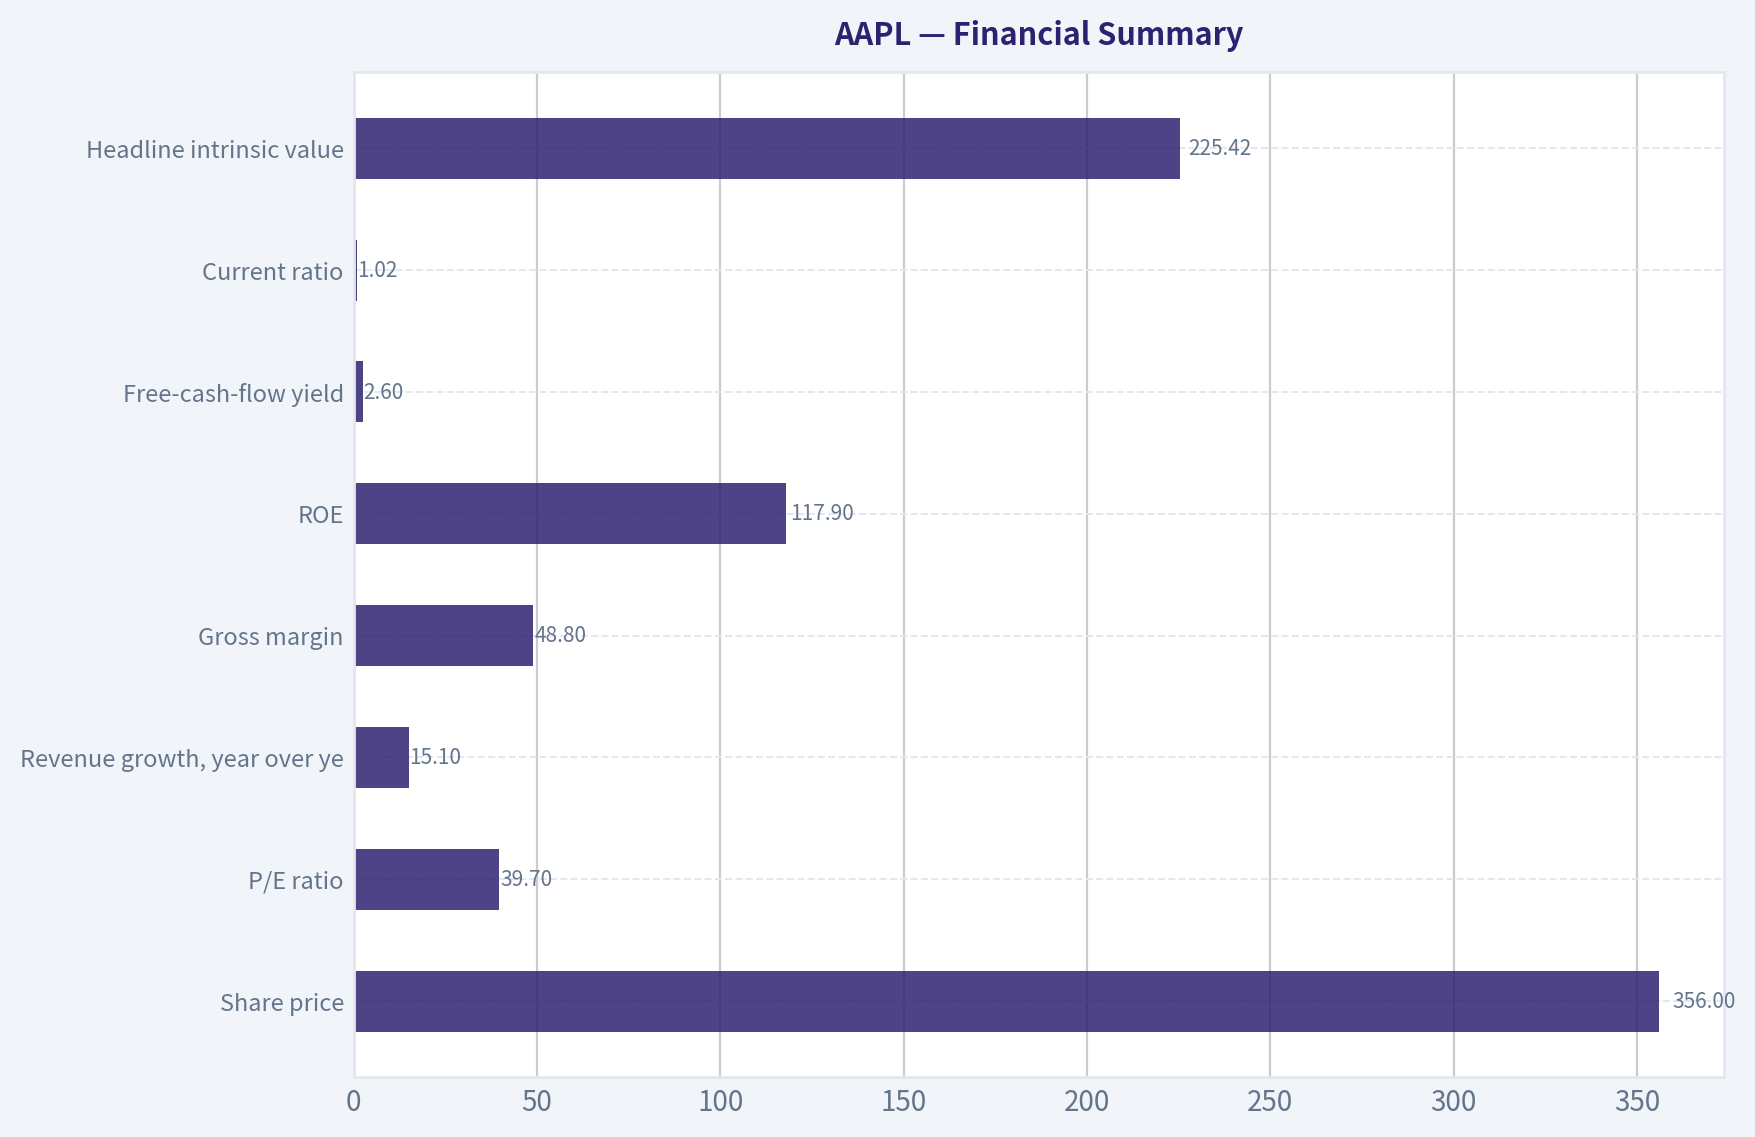 AAPL — Financial Summary
Headline intrinsic value 225.42
Current ratio 1.02
Free-cash-flow yield 2.60
ROE 117.90
Gross margin 48.80
Revenue growth, year over ye 15.10
P/E ratio 39.70
Share price 356.00
0 50 100 150 200 250 300 350